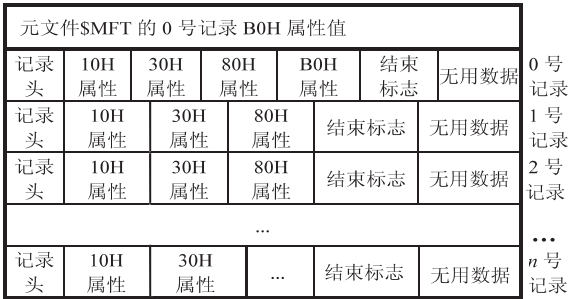 元文件$MFT 的 0 号记录 B0H 属性值
记录头 10H属性 30H属性 80H属性 B0H属性 结束标志 无用数据 0 号记录
记录头 10H属性 30H属性 80H属性 结束标志 无用数据 1 号记录
记录头 10H属性 30H属性 80H属性 结束标志 无用数据 2 号记录
... ...
记录头 10H属性 30H属性 ... 结束标志 无用数据 n 号记录